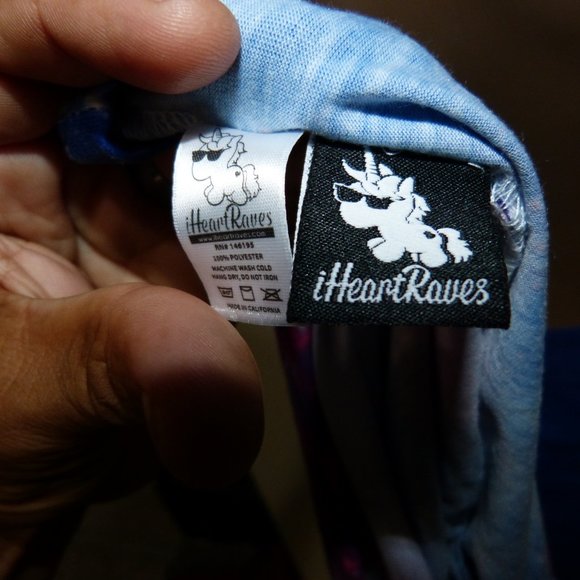 iHeartRaves
www.iheartraves.com
RN# 146195
100% POLYESTER
MACHINE WASH COLD
HANG DRY, DO NOT IRON
MADE IN CALIFORNIA
iHeartRaves